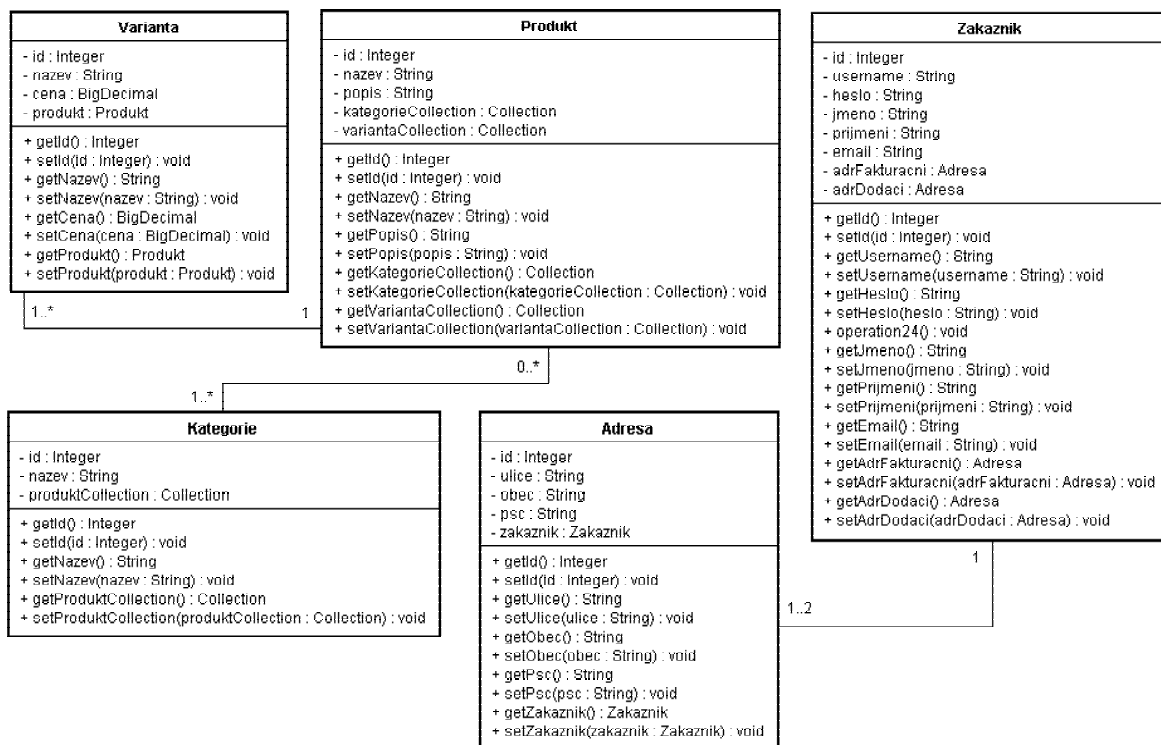 Varianta
- id : Integer
- nazev : String
- cena : BigDecimal
- produkt : Produkt
+ getId() : Integer
+ setId(id : Integer) : void
+ getNazev() : String
+ setNazev(nazev : String) : void
+ getCena() : BigDecimal
+ setCena(cena : BigDecimal) : void
+ getProdukt() : Produkt
+ setProdukt(produkt : Produkt) : void
1..*
1
Produkt
- id : Integer
- nazev : String
- popis : String
- kategorieCollection : Collection
- variantaCollection : Collection
+ getId() : Integer
+ setId(id : Integer) : void
+ getNazev() : String
+ setNazev(nazev : String) : void
+ getPopis() : String
+ setPopis(popis : String) : void
+ getKategorieCollection() : Collection
+ setKategorieCollection(kategorieCollection : Collection) : void
+ getVariantaCollection() : Collection
+ setVariantaCollection(variantaCollection : Collection) : void
0..*
1..*
Zakaznik
- id : Integer
- username : String
- heslo : String
- jmeno : String
- prijmeni : String
- email : String
- adrFakturacni : Adresa
- adrDodaci : Adresa
+ getId() : Integer
+ setId(id : Integer) : void
+ getUsername() : String
+ setUsername(username : String) : void
+ getHeslo() : String
+ setHeslo(heslo : String) : void
+ operation24() : void
+ getJmeno() : String
+ setJmeno(jmeno : String) : void
+ getPrijmeni() : String
+ setPrijmeni(prijmeni : String) : void
+ getEmail() : String
+ setEmail(email : String) : void
+ getAdrFakturacni() : Adresa
+ setAdrFakturacni(adrFakturacni : Adresa) : void
+ getAdrDodaci() : Adresa
+ setAdrDodaci(adrDodaci : Adresa) : void
1
1..2
Kategorie
- id : Integer
- nazev : String
- produktCollection : Collection
+ getId() : Integer
+ setId(id : Integer) : void
+ getNazev() : String
+ setNazev(nazev : String) : void
+ getProduktCollection() : Collection
+ setProduktCollection(produktCollection : Collection) : void
Adresa
- id : Integer
- ulice : String
- obec : String
- psc : String
- zakaznik : Zakaznik
+ getId() : Integer
+ setId(id : Integer) : void
+ getUlice() : String
+ setUlice(ulice : String) : void
+ getObec() : String
+ setObec(obec : String) : void
+ getPsc() : String
+ setPsc(psc : String) : void
+ getZakaznik() : Zakaznik
+ setZakaznik(zakaznik : Zakaznik) : void